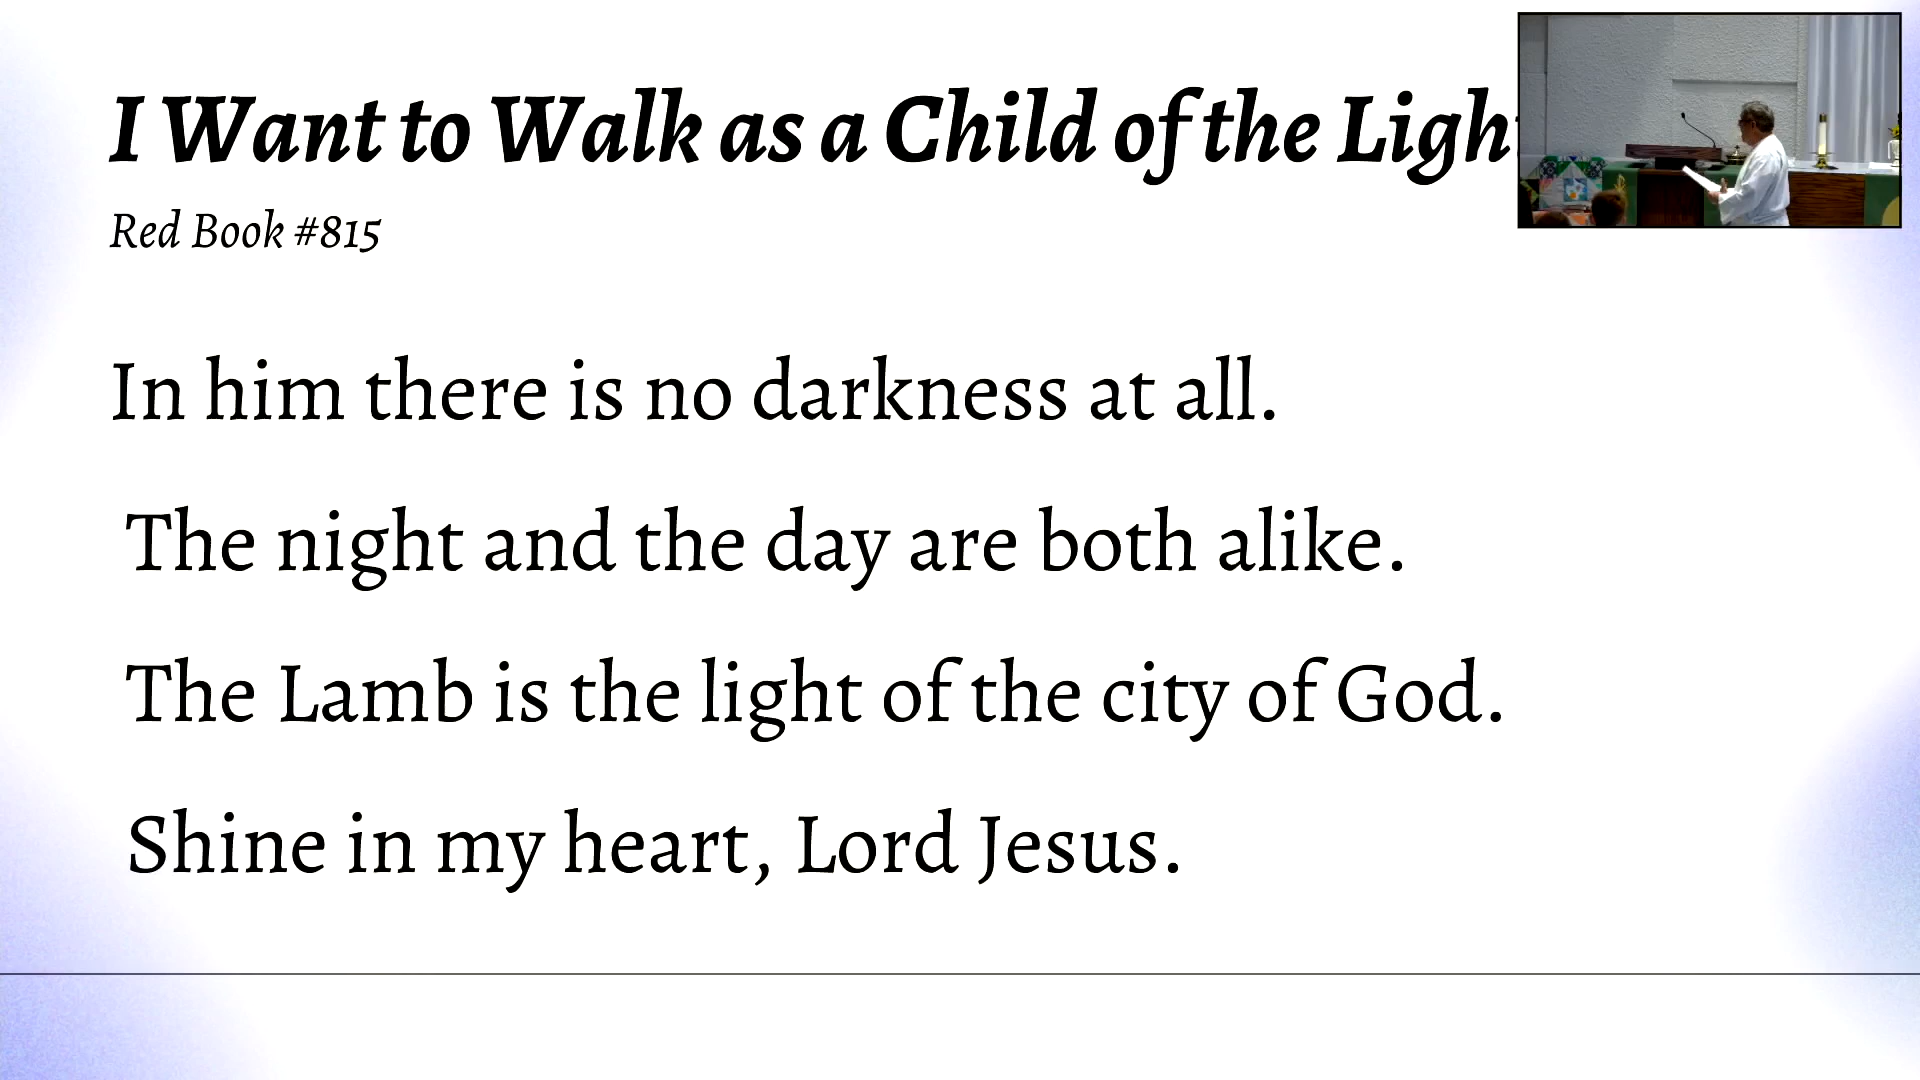 I Want to Walk as a Child of the Ligh
Red Book #815
In him there is no darkness at all.
The night and the day are both alike.
The Lamb is the light of the city of God.
Shine in my heart, Lord Jesus.